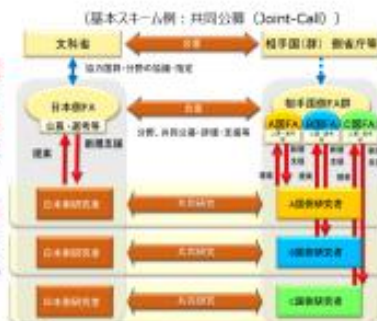 (基本スキーム例：共同公募（Joint-Call）)
文科省
合意
相手国(群) 側省庁等
協力国群・分野の協議・指定
日本側FA
公募・選考等
合意
相手国側FA群
A国FA
B国FA
C国FA
分野、共同公募・評価・支援等
提案
新規支援
日本側研究者
共同研究
A国側研究者
日本側研究者
共同研究
B国側研究者
日本側研究者
共同研究
C国側研究者